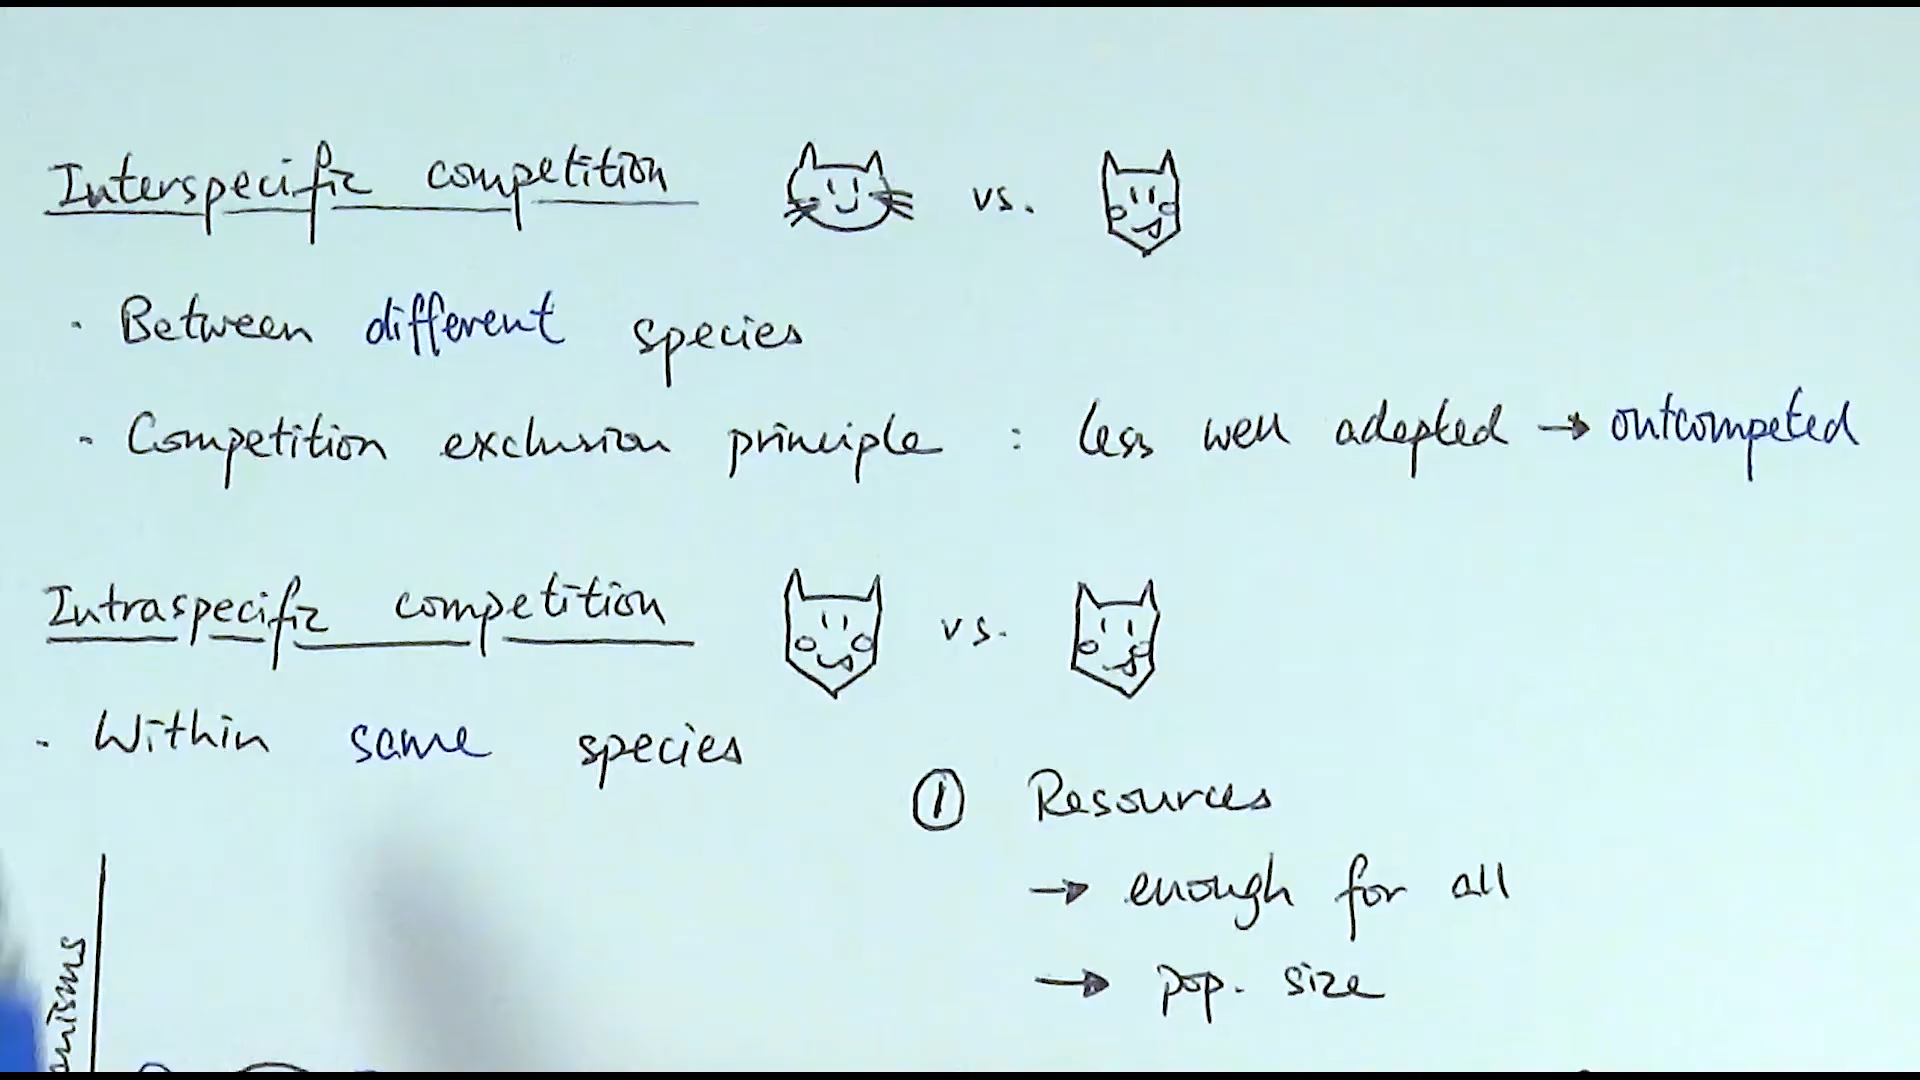 Interspecific competition vs.
· Between different species
- Competition exclusion principle : less well adapted → outcompeted
Intraspecific competition vs.
- Within same species
① Resources
→ enough for all
→ pop. size
anisms